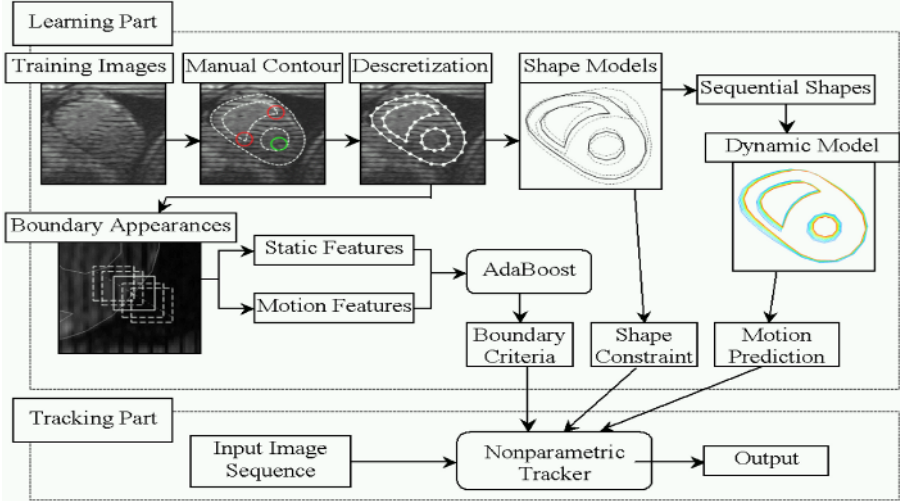 Learning Part
Training Images
Manual Contour
Descretization
Shape Models
Sequential Shapes
Dynamic Model
Boundary Appearances
Static Features
Motion Features
AdaBoost
Boundary
Criteria
Shape
Constraint
Motion
Prediction
Tracking Part
Input Image
Sequence
Nonparametric
Tracker
Output